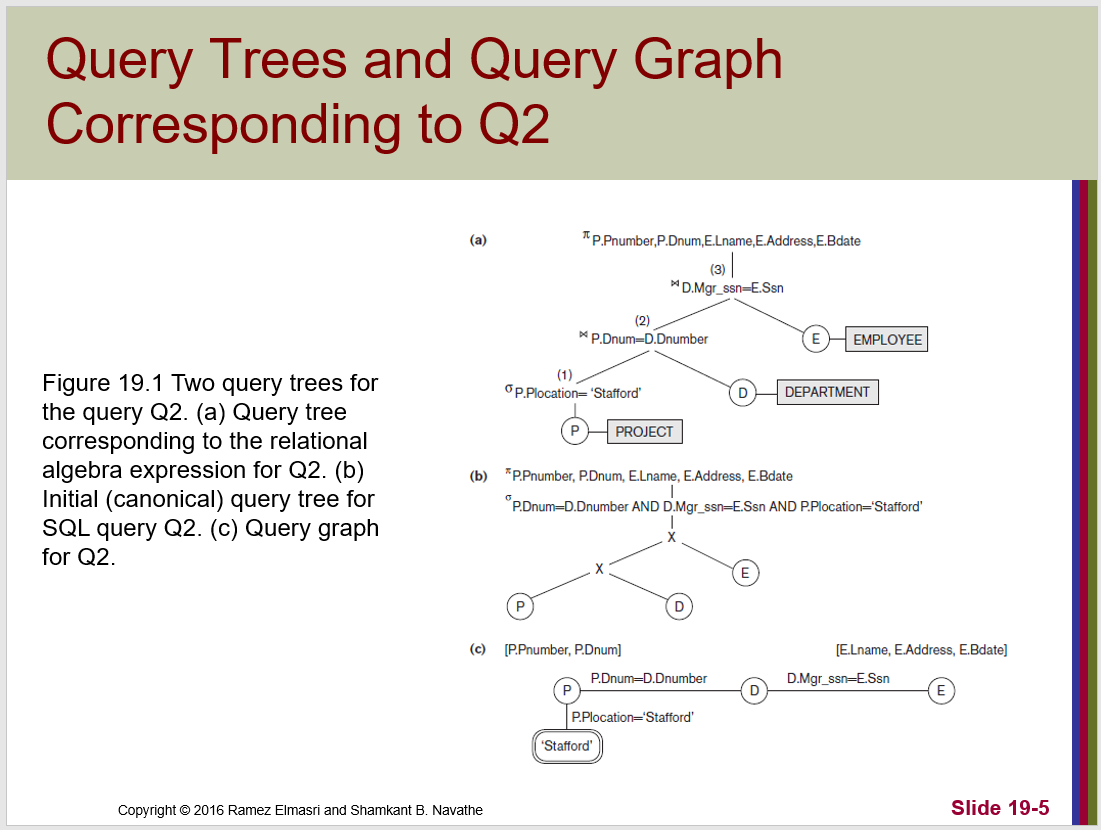 Query Trees and Query Graph
Corresponding to Q2
Figure 19.1 Two query trees for
the query Q2. (a) Query tree
corresponding to the relational
algebra expression for Q2. (b)
Initial (canonical) query tree for
SQL query Q2. (c) Query graph
for Q2.
(a)
π P.Pnumber,P.Dnum,E.Lname,E.Address,E.Bdate
(3)
⋈ D.Mgr_ssn=E.Ssn
(2)
⋈ P.Dnum=D.Dnumber
E EMPLOYEE
(1)
σ P.Plocation= ‘Stafford’
D DEPARTMENT
P PROJECT
(b)
π P.Pnumber, P.Dnum, E.Lname, E.Address, E.Bdate
σ P.Dnum=D.Dnumber AND D.Mgr_ssn=E.Ssn AND P.Plocation=‘Stafford’
X
X
E
P
D
(c)
[P.Pnumber, P.Dnum]
[E.Lname, E.Address, E.Bdate]
P.Dnum=D.Dnumber
D.Mgr_ssn=E.Ssn
P
D
E
P.Plocation=‘Stafford’
‘Stafford’
Copyright © 2016 Ramez Elmasri and Shamkant B. Navathe
Slide 19-5